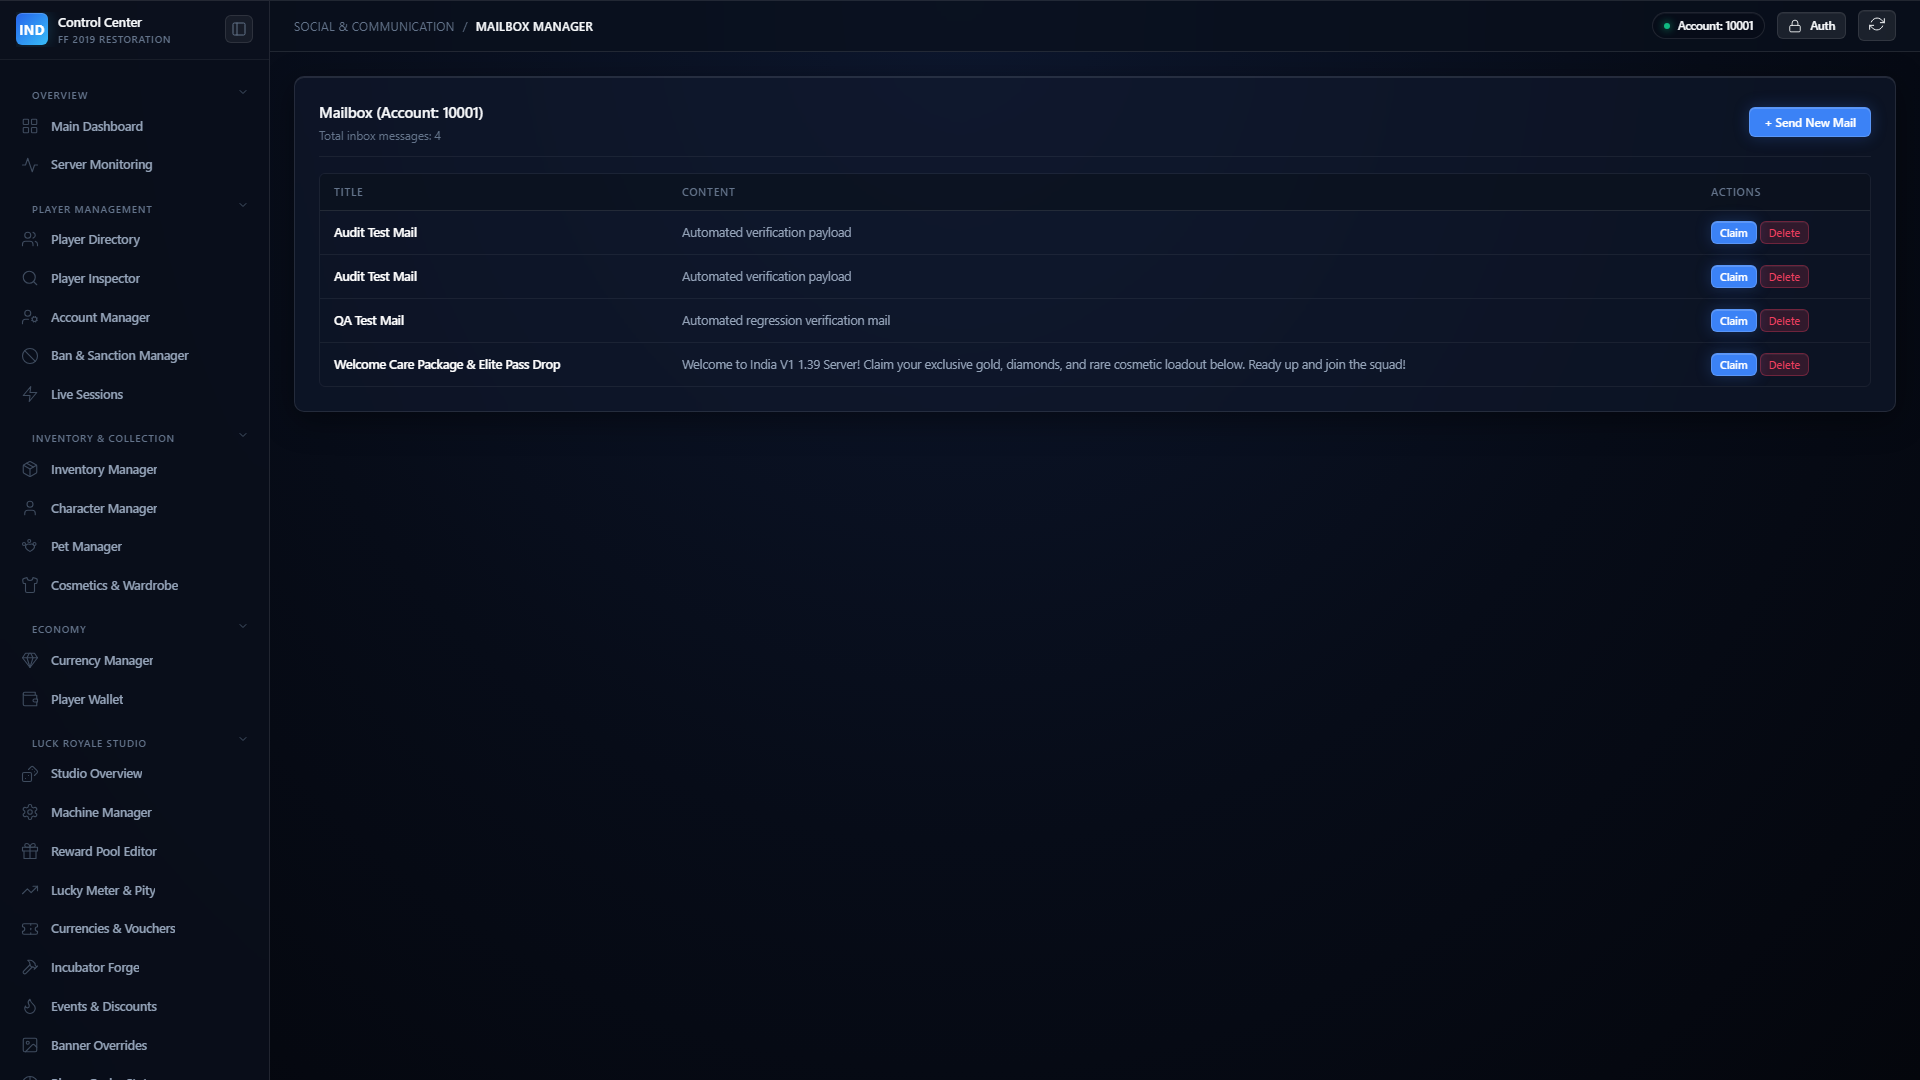 IND
Control Center
FF 2019 RESTORATION
OVERVIEW
Main Dashboard
Server Monitoring
PLAYER MANAGEMENT
Player Directory
Player Inspector
Account Manager
Ban & Sanction Manager
Live Sessions
INVENTORY & COLLECTION
Inventory Manager
Character Manager
Pet Manager
Cosmetics & Wardrobe
ECONOMY
Currency Manager
Player Wallet
LUCK ROYALE STUDIO
Studio Overview
Machine Manager
Reward Pool Editor
Lucky Meter & Pity
Currencies & Vouchers
Incubator Forge
Events & Discounts
Banner Overrides
SOCIAL & COMMUNICATION / MAILBOX MANAGER
Account: 10001
Auth
Mailbox (Account: 10001)
Total inbox messages: 4
+ Send New Mail
TITLE CONTENT ACTIONS
Audit Test Mail Automated verification payload Claim Delete
Audit Test Mail Automated verification payload Claim Delete
QA Test Mail Automated regression verification mail Claim Delete
Welcome Care Package & Elite Pass Drop Welcome to India V1 1.39 Server! Claim your exclusive gold, diamonds, and rare cosmetic loadout below. Ready up and join the squad! Claim Delete